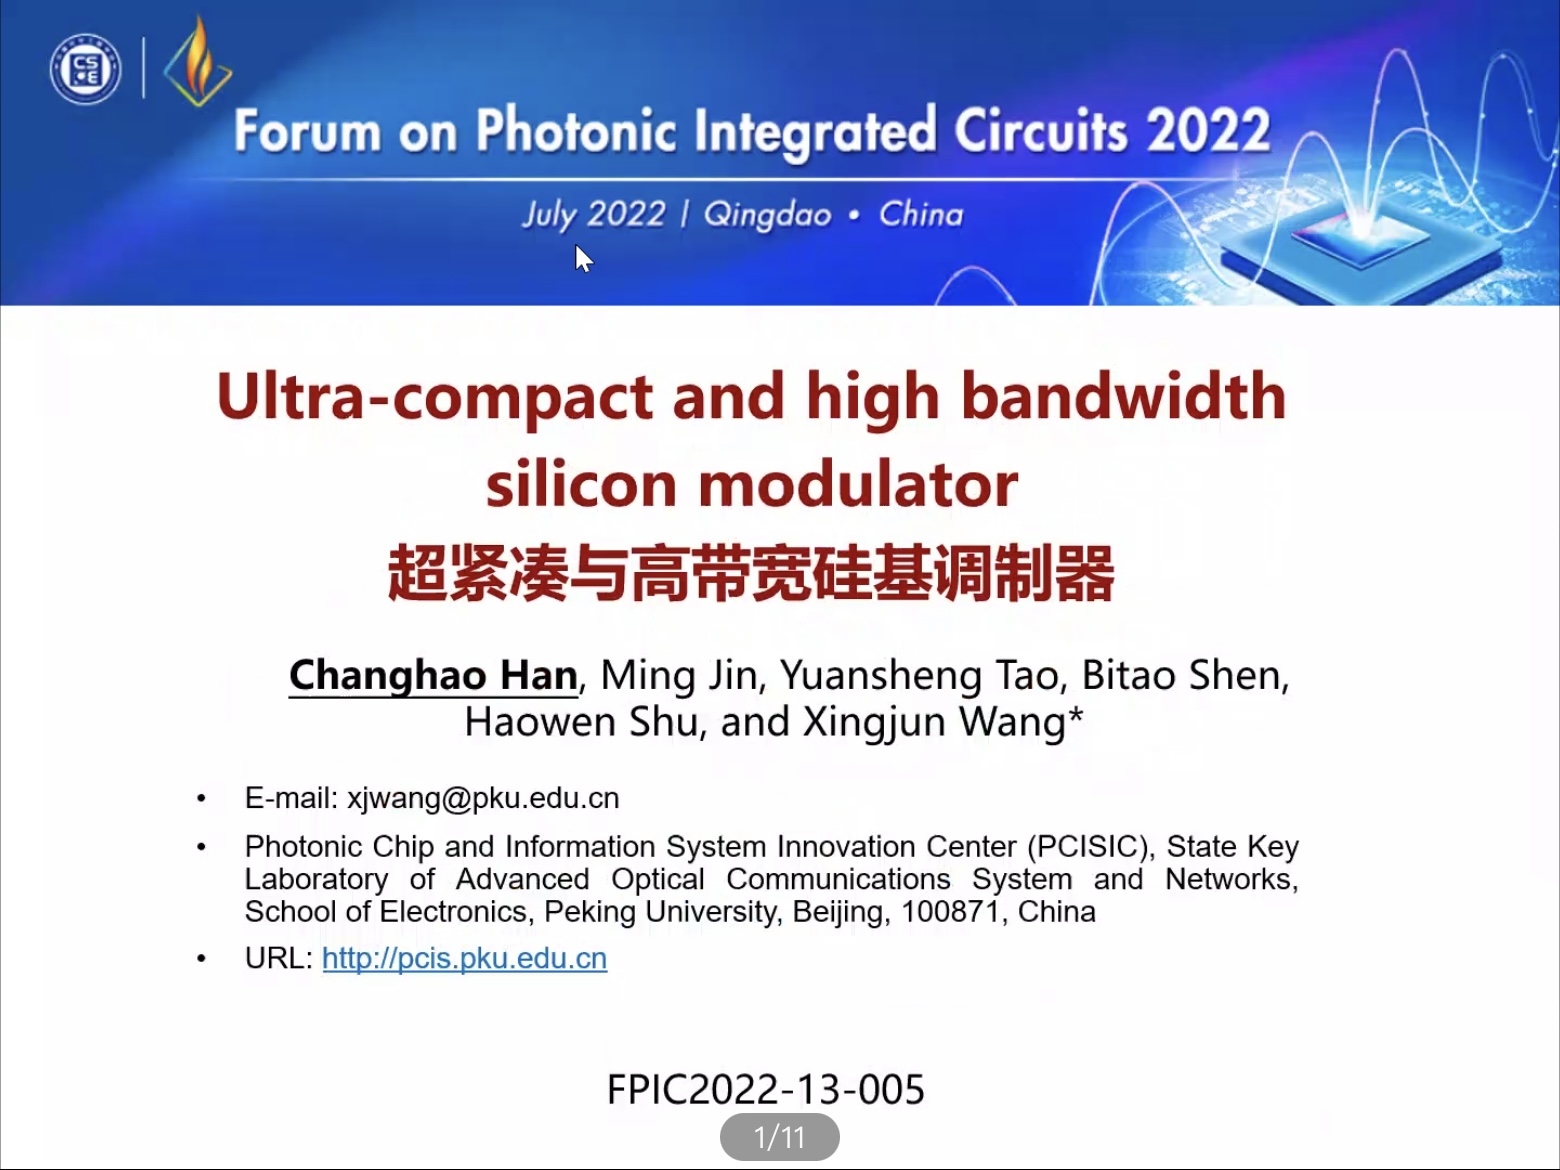 CS
OE
Forum on Photonic Integrated Circuits 2022
July 2022 | Qingdao • China
Ultra-compact and high bandwidth
silicon modulator
超紧凑与高带宽硅基调制器
Changhao Han, Ming Jin, Yuansheng Tao, Bitao Shen,
Haowen Shu, and Xingjun Wang*
• E-mail: xjwang@pku.edu.cn
• Photonic Chip and Information System Innovation Center (PCISIC), State Key
Laboratory of Advanced Optical Communications System and Networks,
School of Electronics, Peking University, Beijing, 100871, China
• URL: http://pcis.pku.edu.cn
FPIC2022-13-005
1/11